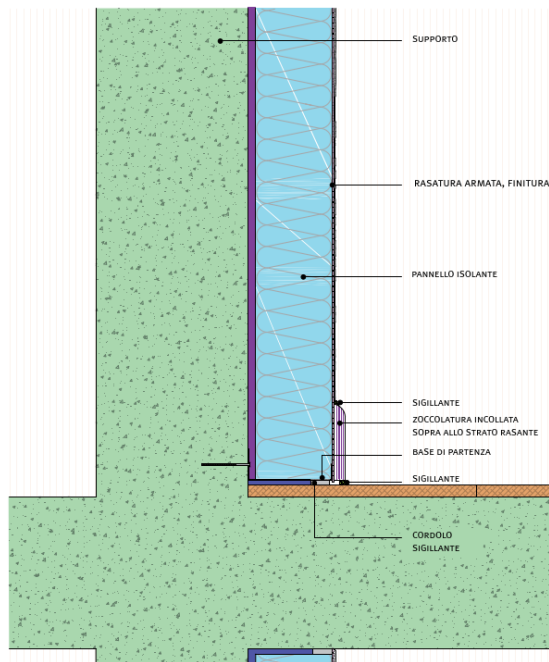 SUPPORTO
RASATURA ARMATA, FINITURA
PANNELLO ISOLANTE
SIGILLANTE
ZOCCOLATURA INCOLLATA
SOPRA ALLO STRATO RASANTE
BASE DI PARTENZA
SIGILLANTE
CORDOLO
SIGILLANTE